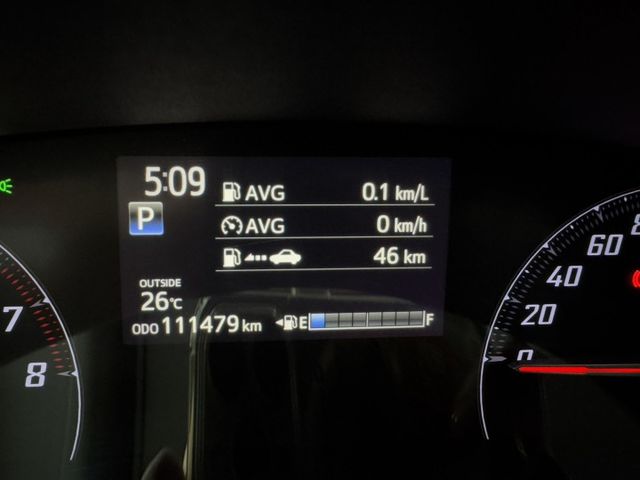 5:09
AVG 0.1 km/L
P
AVG 0 km/h
46 km
OUTSIDE
26°C
ODO 111479 km
E F
7
8
60
40
20
0